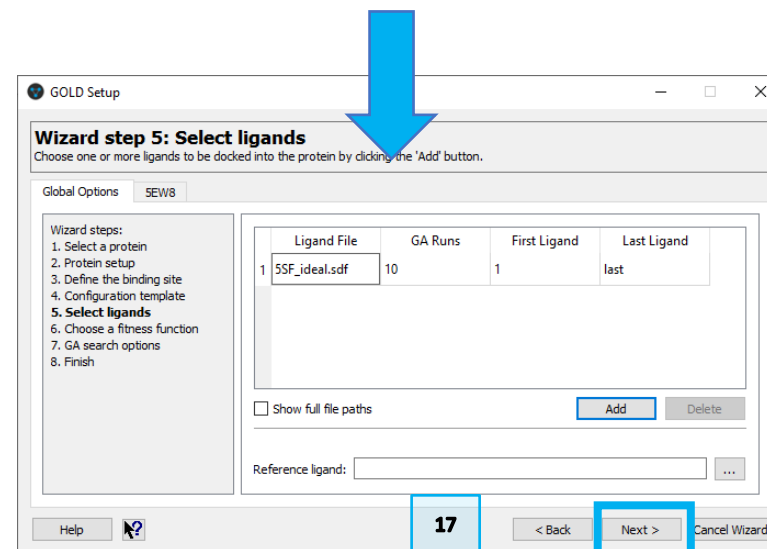 GOLD Setup
Wizard step 5: Select ligands
Choose one or more ligands to be docked into the protein by clicking the 'Add' button.
Global Options 5EW8
Wizard steps:
1. Select a protein
2. Protein setup
3. Define the binding site
4. Configuration template
5. Select ligands
6. Choose a fitness function
7. GA search options
8. Finish
Ligand File GA Runs First Ligand Last Ligand
1 5SF_ideal.sdf 10 1 last
Show full file paths Add Delete
Reference ligand: ...
Help 17 < Back Next > Cancel Wizard